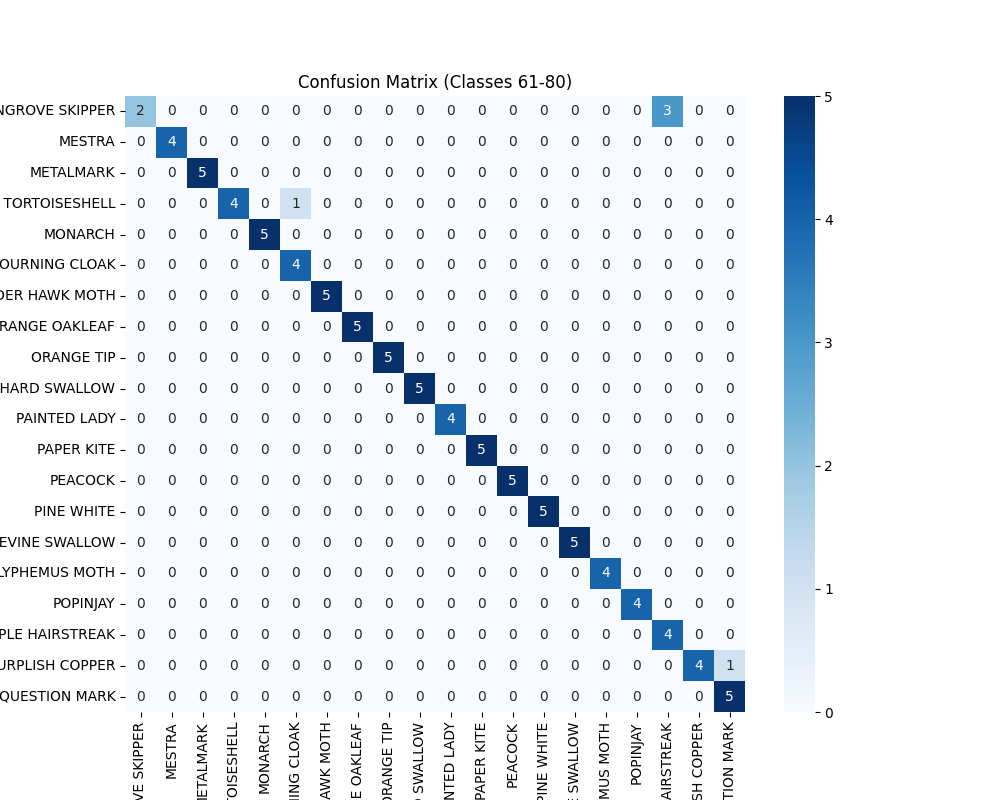 Confusion Matrix (Classes 61-80)
NGROVE SKIPPER 2 0 0 0 0 0 0 0 0 0 0 0 0 0 0 0 0 3 0 0
MESTRA 0 4 0 0 0 0 0 0 0 0 0 0 0 0 0 0 0 0 0 0
METALMARK 0 0 5 0 0 0 0 0 0 0 0 0 0 0 0 0 0 0 0 0
TORTOISESHELL 0 0 0 4 0 1 0 0 0 0 0 0 0 0 0 0 0 0 0 0
MONARCH 0 0 0 0 5 0 0 0 0 0 0 0 0 0 0 0 0 0 0 0
OURNING CLOAK 0 0 0 0 0 4 0 0 0 0 0 0 0 0 0 0 0 0 0 0
DER HAWK MOTH 0 0 0 0 0 0 5 0 0 0 0 0 0 0 0 0 0 0 0 0
RANGE OAKLEAF 0 0 0 0 0 0 0 5 0 0 0 0 0 0 0 0 0 0 0 0
ORANGE TIP 0 0 0 0 0 0 0 0 5 0 0 0 0 0 0 0 0 0 0 0
HARD SWALLOW 0 0 0 0 0 0 0 0 0 5 0 0 0 0 0 0 0 0 0 0
PAINTED LADY 0 0 0 0 0 0 0 0 0 0 4 0 0 0 0 0 0 0 0 0
PAPER KITE 0 0 0 0 0 0 0 0 0 0 0 5 0 0 0 0 0 0 0 0
PEACOCK 0 0 0 0 0 0 0 0 0 0 0 0 5 0 0 0 0 0 0 0
PINE WHITE 0 0 0 0 0 0 0 0 0 0 0 0 0 5 0 0 0 0 0 0
EVINE SWALLOW 0 0 0 0 0 0 0 0 0 0 0 0 0 0 5 0 0 0 0 0
LYPHEMUS MOTH 0 0 0 0 0 0 0 0 0 0 0 0 0 0 0 4 0 0 0 0
POPINJAY 0 0 0 0 0 0 0 0 0 0 0 0 0 0 0 0 4 0 0 0
PLE HAIRSTREAK 0 0 0 0 0 0 0 0 0 0 0 0 0 0 0 0 0 4 0 0
URPLISH COPPER 0 0 0 0 0 0 0 0 0 0 0 0 0 0 0 0 0 0 4 1
QUESTION MARK 0 0 0 0 0 0 0 0 0 0 0 0 0 0 0 0 0 0 0 5
VE SKIPPER
MESTRA
METALMARK
TOISESHELL
MONARCH
NING CLOAK
AWK MOTH
E OAKLEAF
ORANGE TIP
SWALLOW
NTED LADY
PAPER KITE
PEACOCK
PINE WHITE
E SWALLOW
MUS MOTH
POPINJAY
AIRSTREAK
SH COPPER
TION MARK
5
4
3
2
1
0